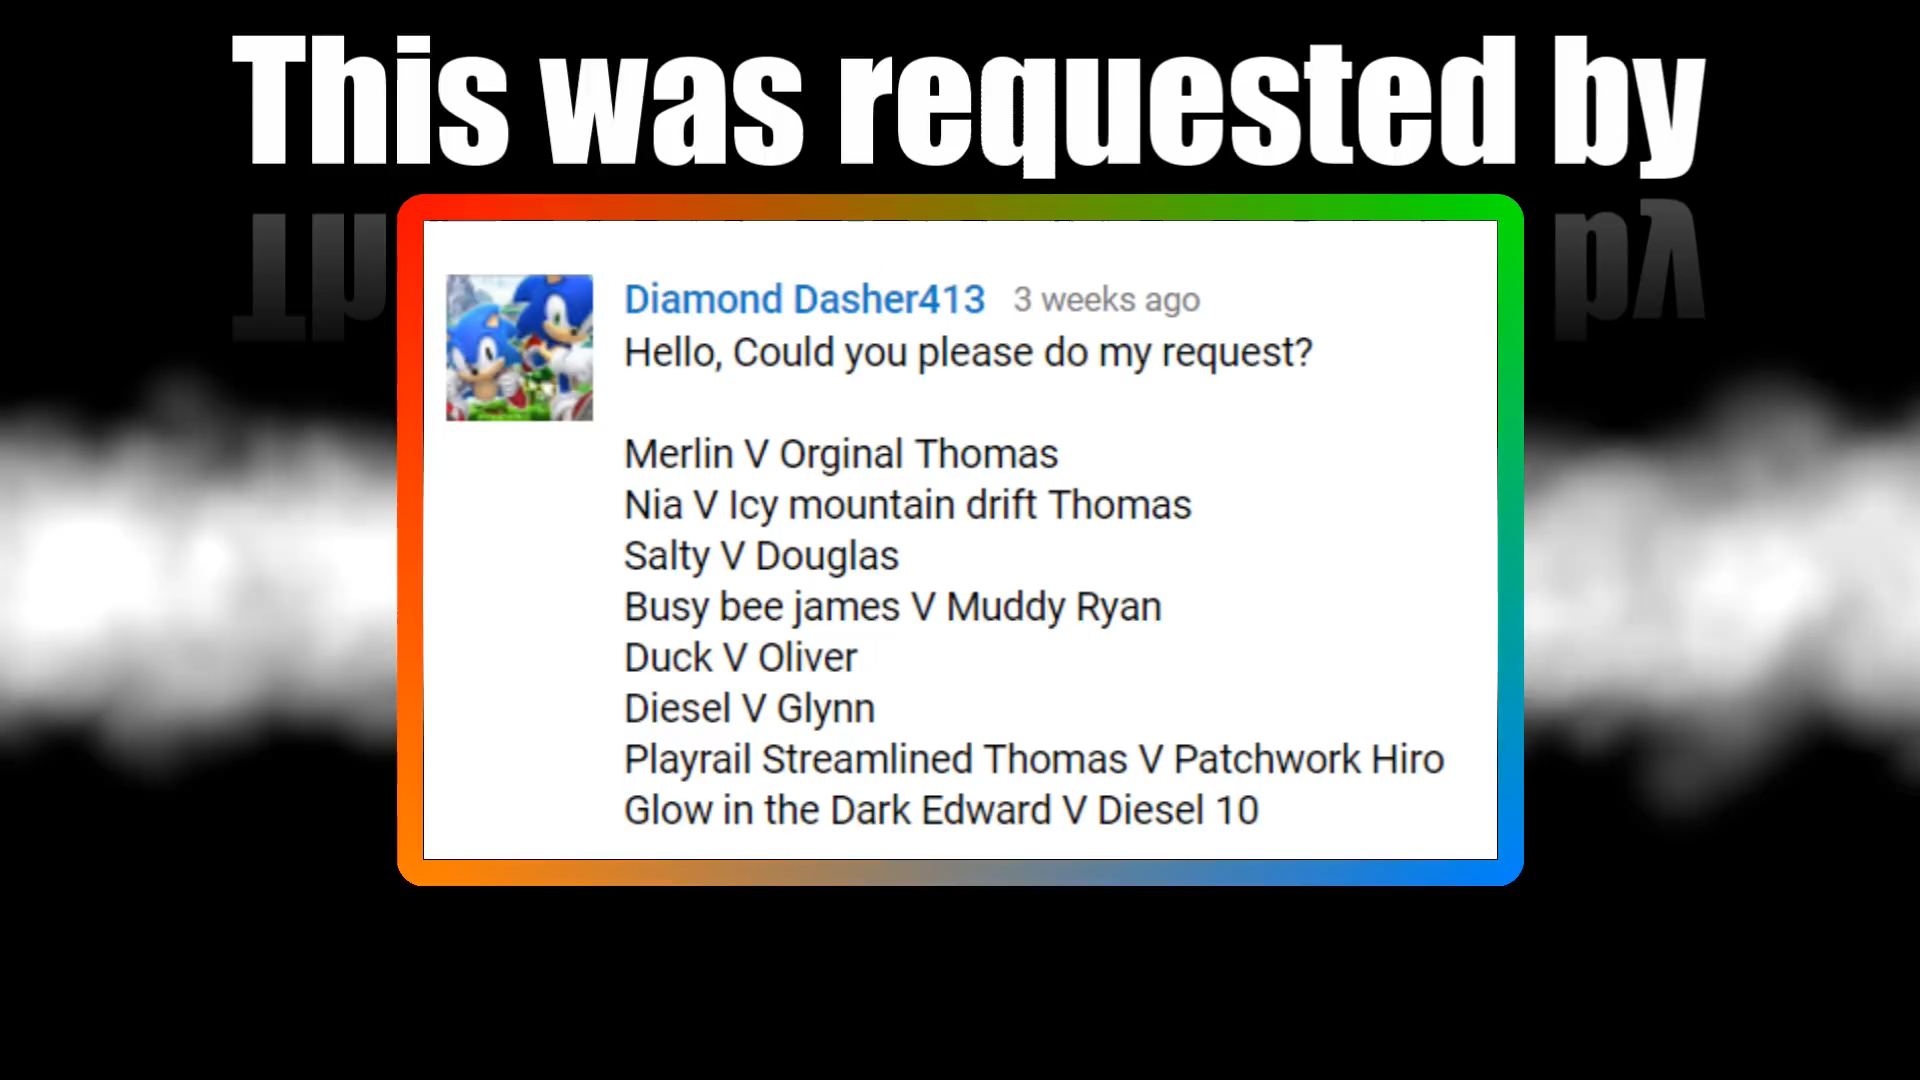 This was requested by
Diamond Dasher413 3 weeks ago
Hello, Could you please do my request?
Merlin V Orginal Thomas
Nia V Icy mountain drift Thomas
Salty V Douglas
Busy bee james V Muddy Ryan
Duck V Oliver
Diesel V Glynn
Playrail Streamlined Thomas V Patchwork Hiro
Glow in the Dark Edward V Diesel 10